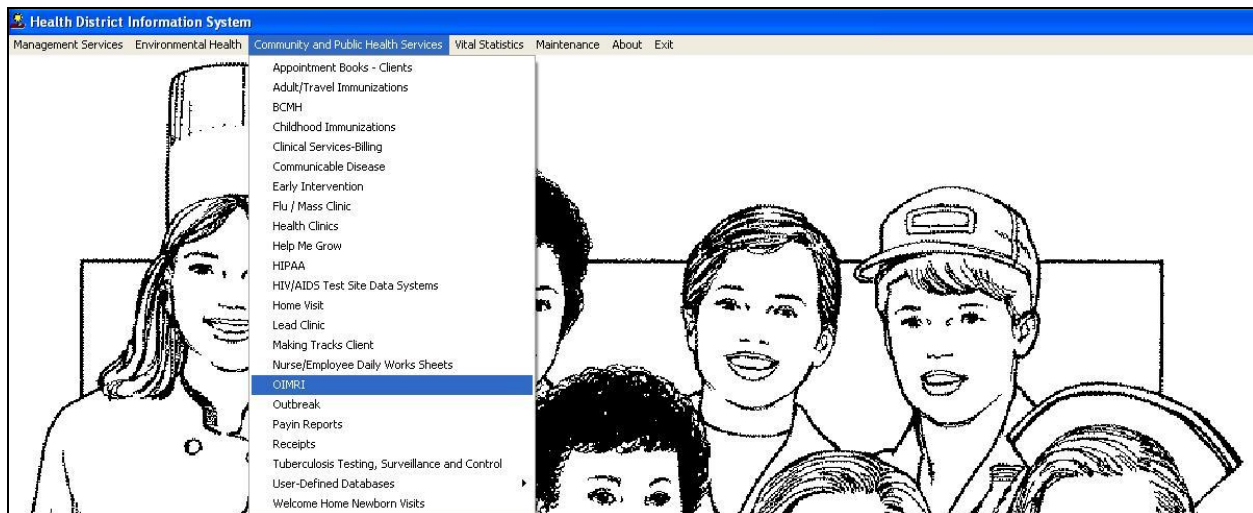 Health District Information System
Management Services Environmental Health Community and Public Health Services Vital Statistics Maintenance About Exit
Appointment Books - Clients
Adult/Travel Immunizations
BCMH
Childhood Immunizations
Clinical Services-Billing
Communicable Disease
Early Intervention
Flu / Mass Clinic
Health Clinics
Help Me Grow
HIPAA
HIV/AIDS Test Site Data Systems
Home Visit
Lead Clinic
Making Tracks Client
Nurse/Employee Daily Works Sheets
OIMRI
Outbreak
Payin Reports
Receipts
Tuberculosis Testing, Surveillance and Control
User-Defined Databases
Welcome Home Newborn Visits